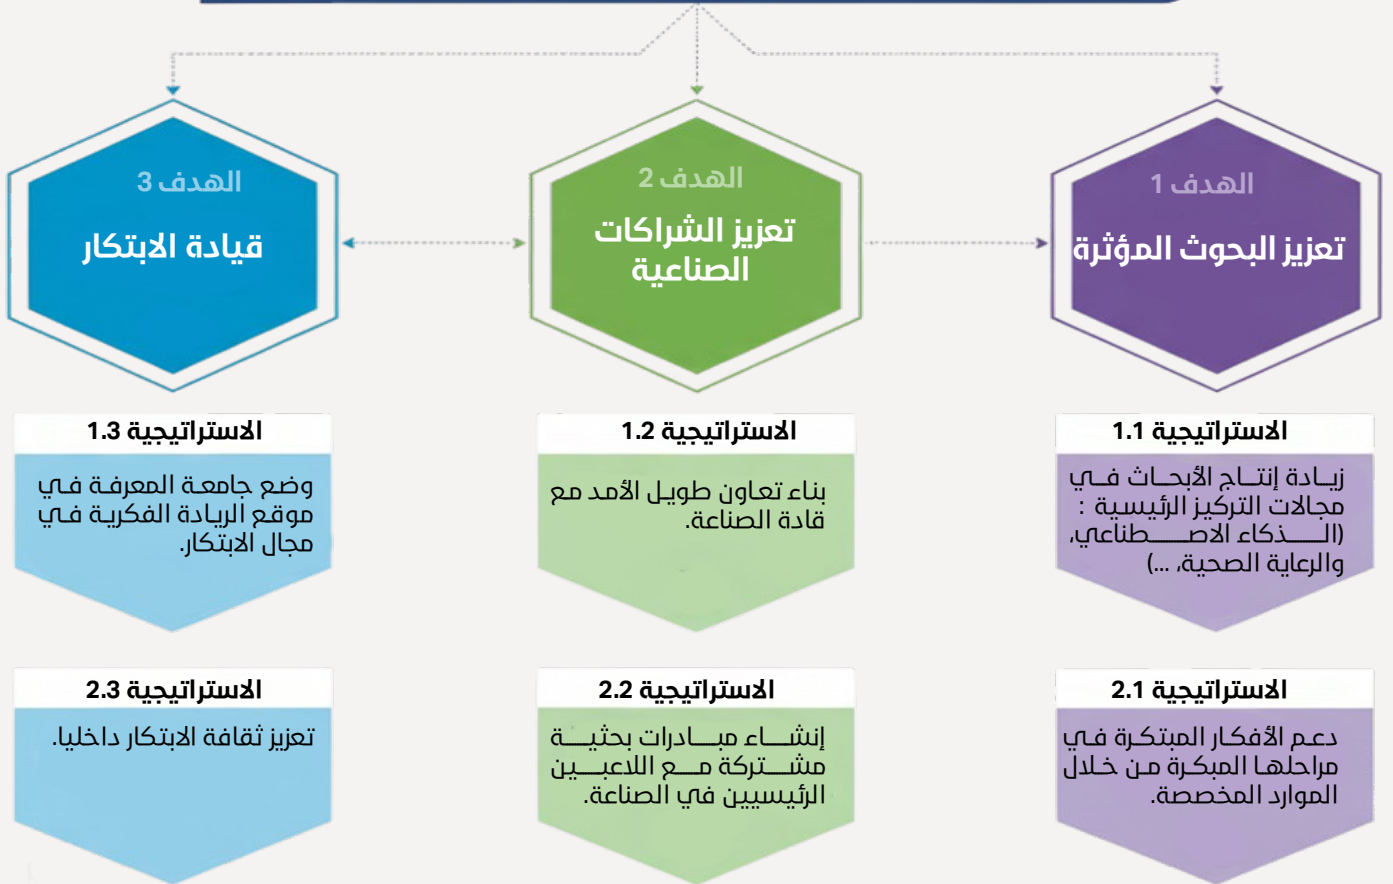 الهدف 1
تعزيز البحوث المؤثرة
الهدف 2
تعزيز الشراكات
الصناعية
الهدف 3
قيادة الابتكار
الاستراتيجية 1.1
زيادة إنتاج الأبحاث في
مجالات التركيز الرئيسية :
(الذكاء الاصطناعي،
والرعاية الصحية، ...)
الاستراتيجية 1.2
بناء تعاون طويل الأمد مع
قادة الصناعة.
الاستراتيجية 1.3
وضع جامعة المعرفة في
موقع الريادة الفكرية في
مجال الابتكار.
الاستراتيجية 2.1
دعم الأفكار المبتكرة في
مراحلها المبكرة من خلال
الموارد المخصصة.
الاستراتيجية 2.2
إنشاء مبادرات بحثية
مشتركة مع اللاعبين
الرئيسيين في الصناعة.
الاستراتيجية 2.3
تعزيز ثقافة الابتكار داخليا.